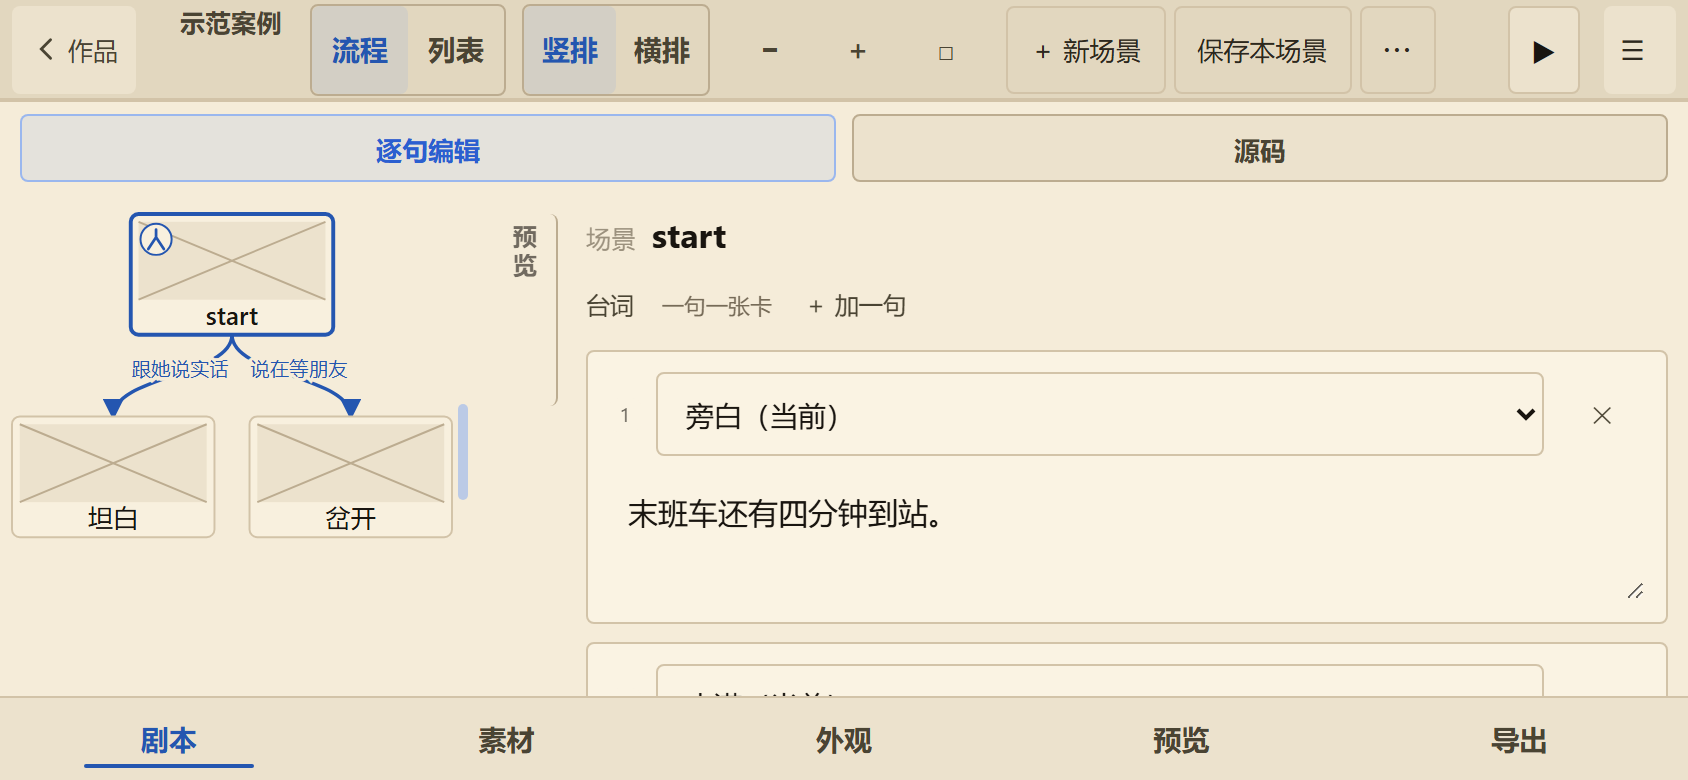 作品
示范案例
流程 列表
竖排 横排
− + □
+ 新场景
保存本场景
···
逐句编辑
源码
start
跟她说实话 说在等朋友
坦白 岔开
预览
场景 start
台词 一句一张卡 + 加一句
1 旁白（当前）
末班车还有四分钟到站。
剧本 素材 外观 预览 导出